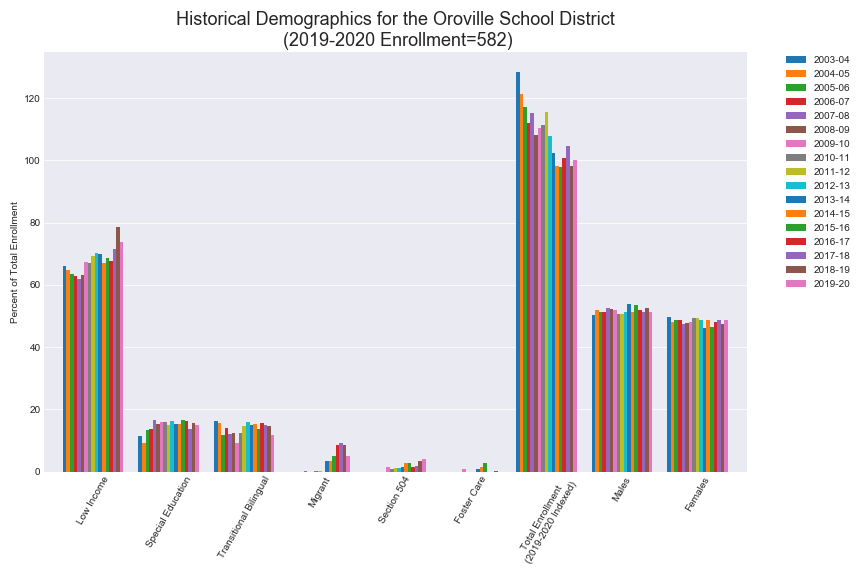 Historical Demographics for the Oroville School District
(2019-2020 Enrollment=582)
Percent of Total Enrollment
120
100
80
60
40
20
0
Low Income
Special Education
Transitional Bilingual
Migrant
Section 504
Foster Care
Total Enrollment
(2019-2020 Indexed)
Males
Females
2003-04
2004-05
2005-06
2006-07
2007-08
2008-09
2009-10
2010-11
2011-12
2012-13
2013-14
2014-15
2015-16
2016-17
2017-18
2018-19
2019-20